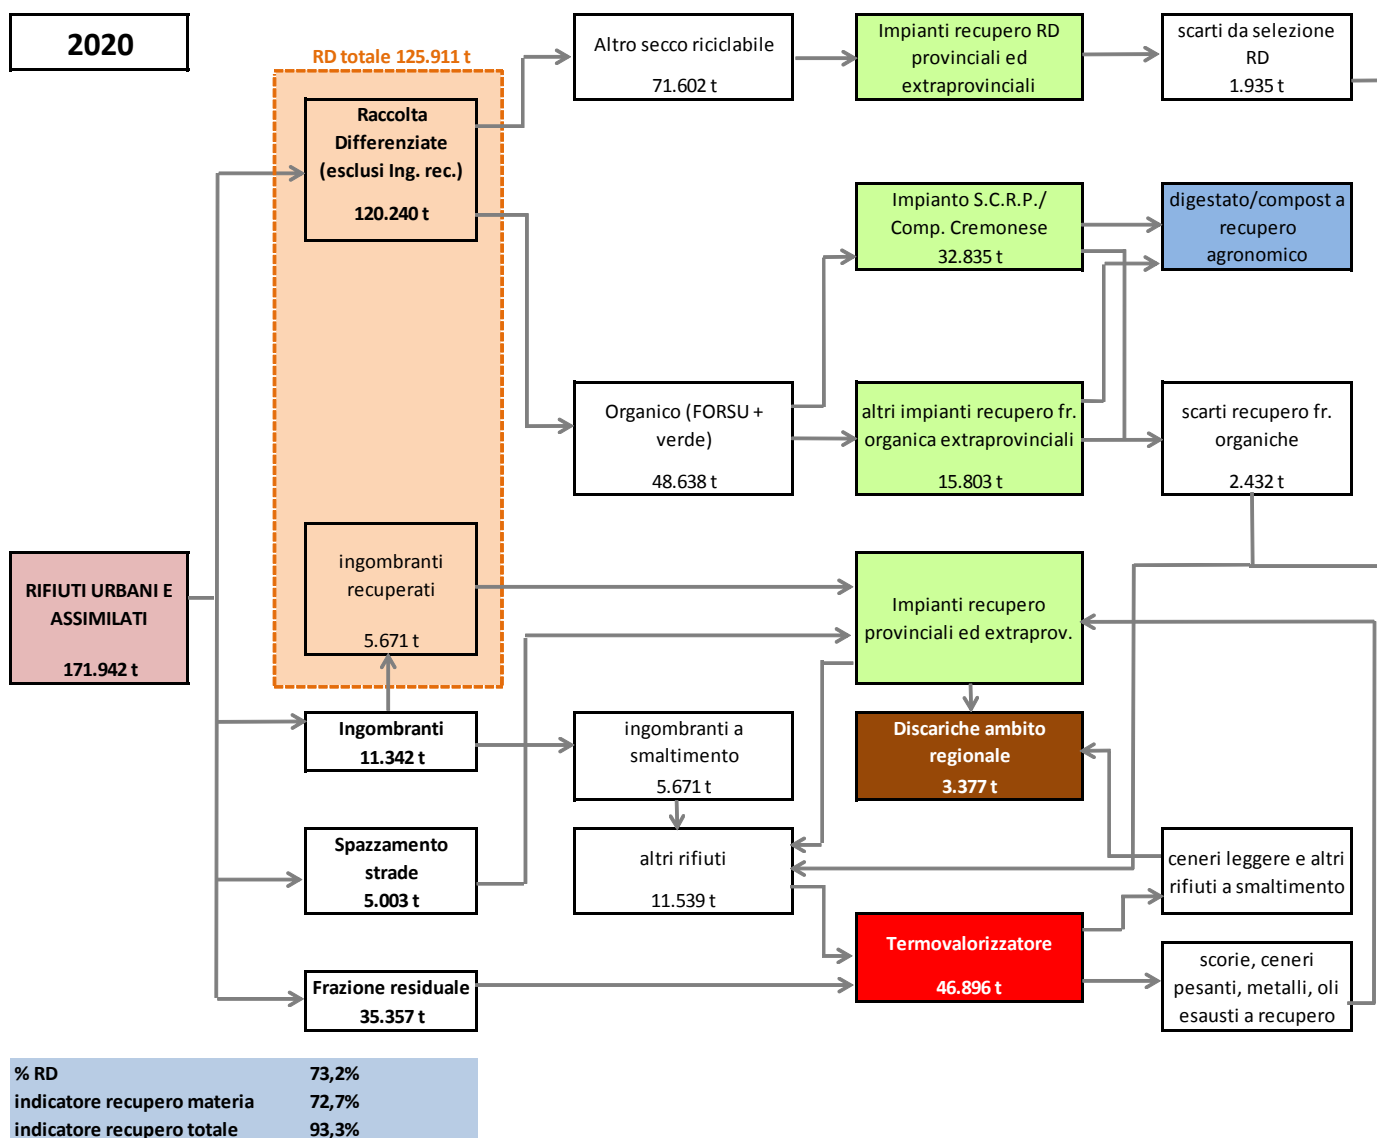 2020
RD totale 125.911 t
Raccolta
Differenziate
(esclusi Ing. rec.)
120.240 t
Altro secco riciclabile
71.602 t
Impianti recupero RD
provinciali ed
extraprovinciali
scarti da selezione
RD
1.935 t
Impianto S.C.R.P./
Comp. Cremonese
32.835 t
digestato/compost a
recupero
agronomico
Organico (FORSU +
verde)
48.638 t
altri impianti recupero fr.
organica extraprovinciali
15.803 t
scarti recupero fr.
organiche
2.432 t
RIFIUTI URBANI E
ASSIMILATI
171.942 t
ingombranti
recuperati
5.671 t
Impianti recupero
provinciali ed extraprov.
Ingombranti
11.342 t
ingombranti a
smaltimento
5.671 t
Discariche ambito
regionale
3.377 t
Spazzamento
strade
5.003 t
altri rifiuti
11.539 t
ceneri leggere e altri
rifiuti a smaltimento
Frazione residuale
35.357 t
Termovalorizzatore
46.896 t
scorie, ceneri
pesanti, metalli, oli
esausti a recupero
% RD 73,2%
indicatore recupero materia 72,7%
indicatore recupero totale 93,3%